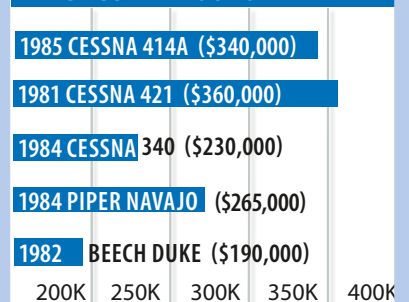 1985 CESSNA 414A ($340,000)
1981 CESSNA 421 ($360,000)
1984 CESSNA 340 ($230,000)
1984 PIPER NAVAJO ($265,000)
1982 BEECH DUKE ($190,000)
200K 250K 300K 350K 400K